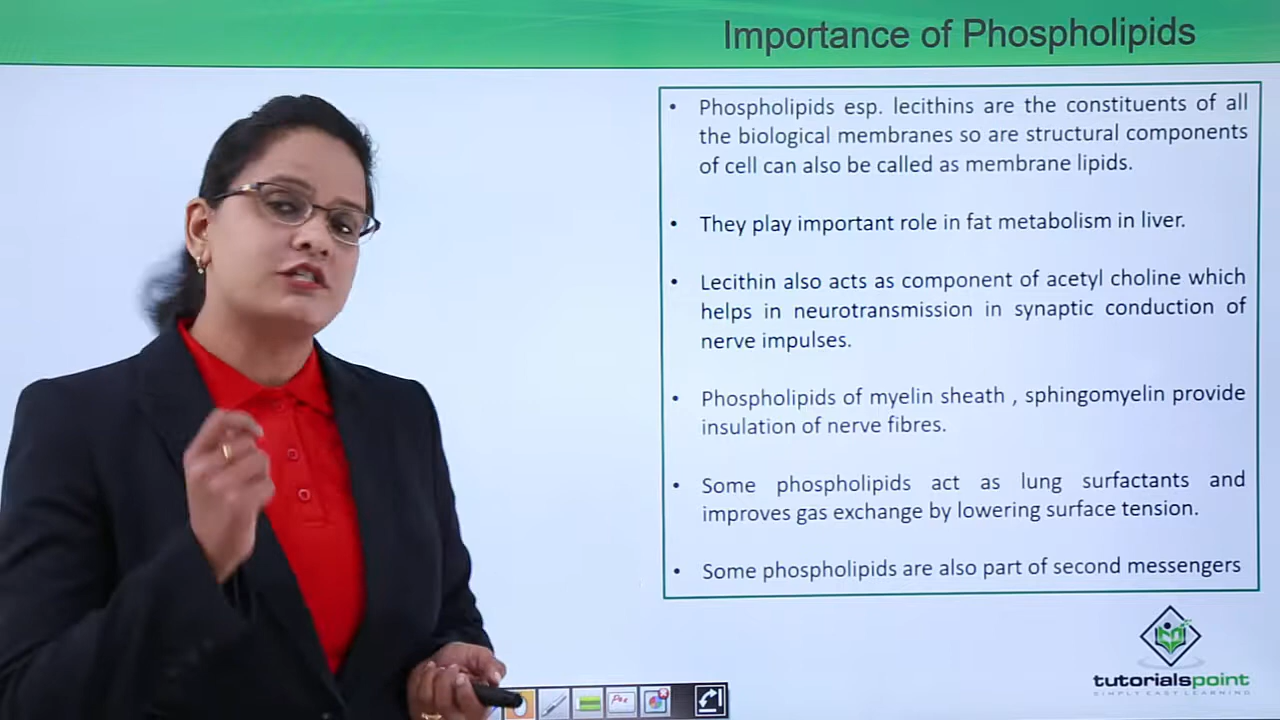 Importance of Phospholipids
• Phospholipids esp. lecithins are the constituents of all
the biological membranes so are structural components
of cell can also be called as membrane lipids.
• They play important role in fat metabolism in liver.
• Lecithin also acts as component of acetyl choline which
helps in neurotransmission in synaptic conduction of
nerve impulses.
• Phospholipids of myelin sheath , sphingomyelin provide
insulation of nerve fibres.
• Some phospholipids act as lung surfactants and
improves gas exchange by lowering surface tension.
• Some phospholipids are also part of second messengers
tutorialspoint
SIMPLY EASY LEARNING